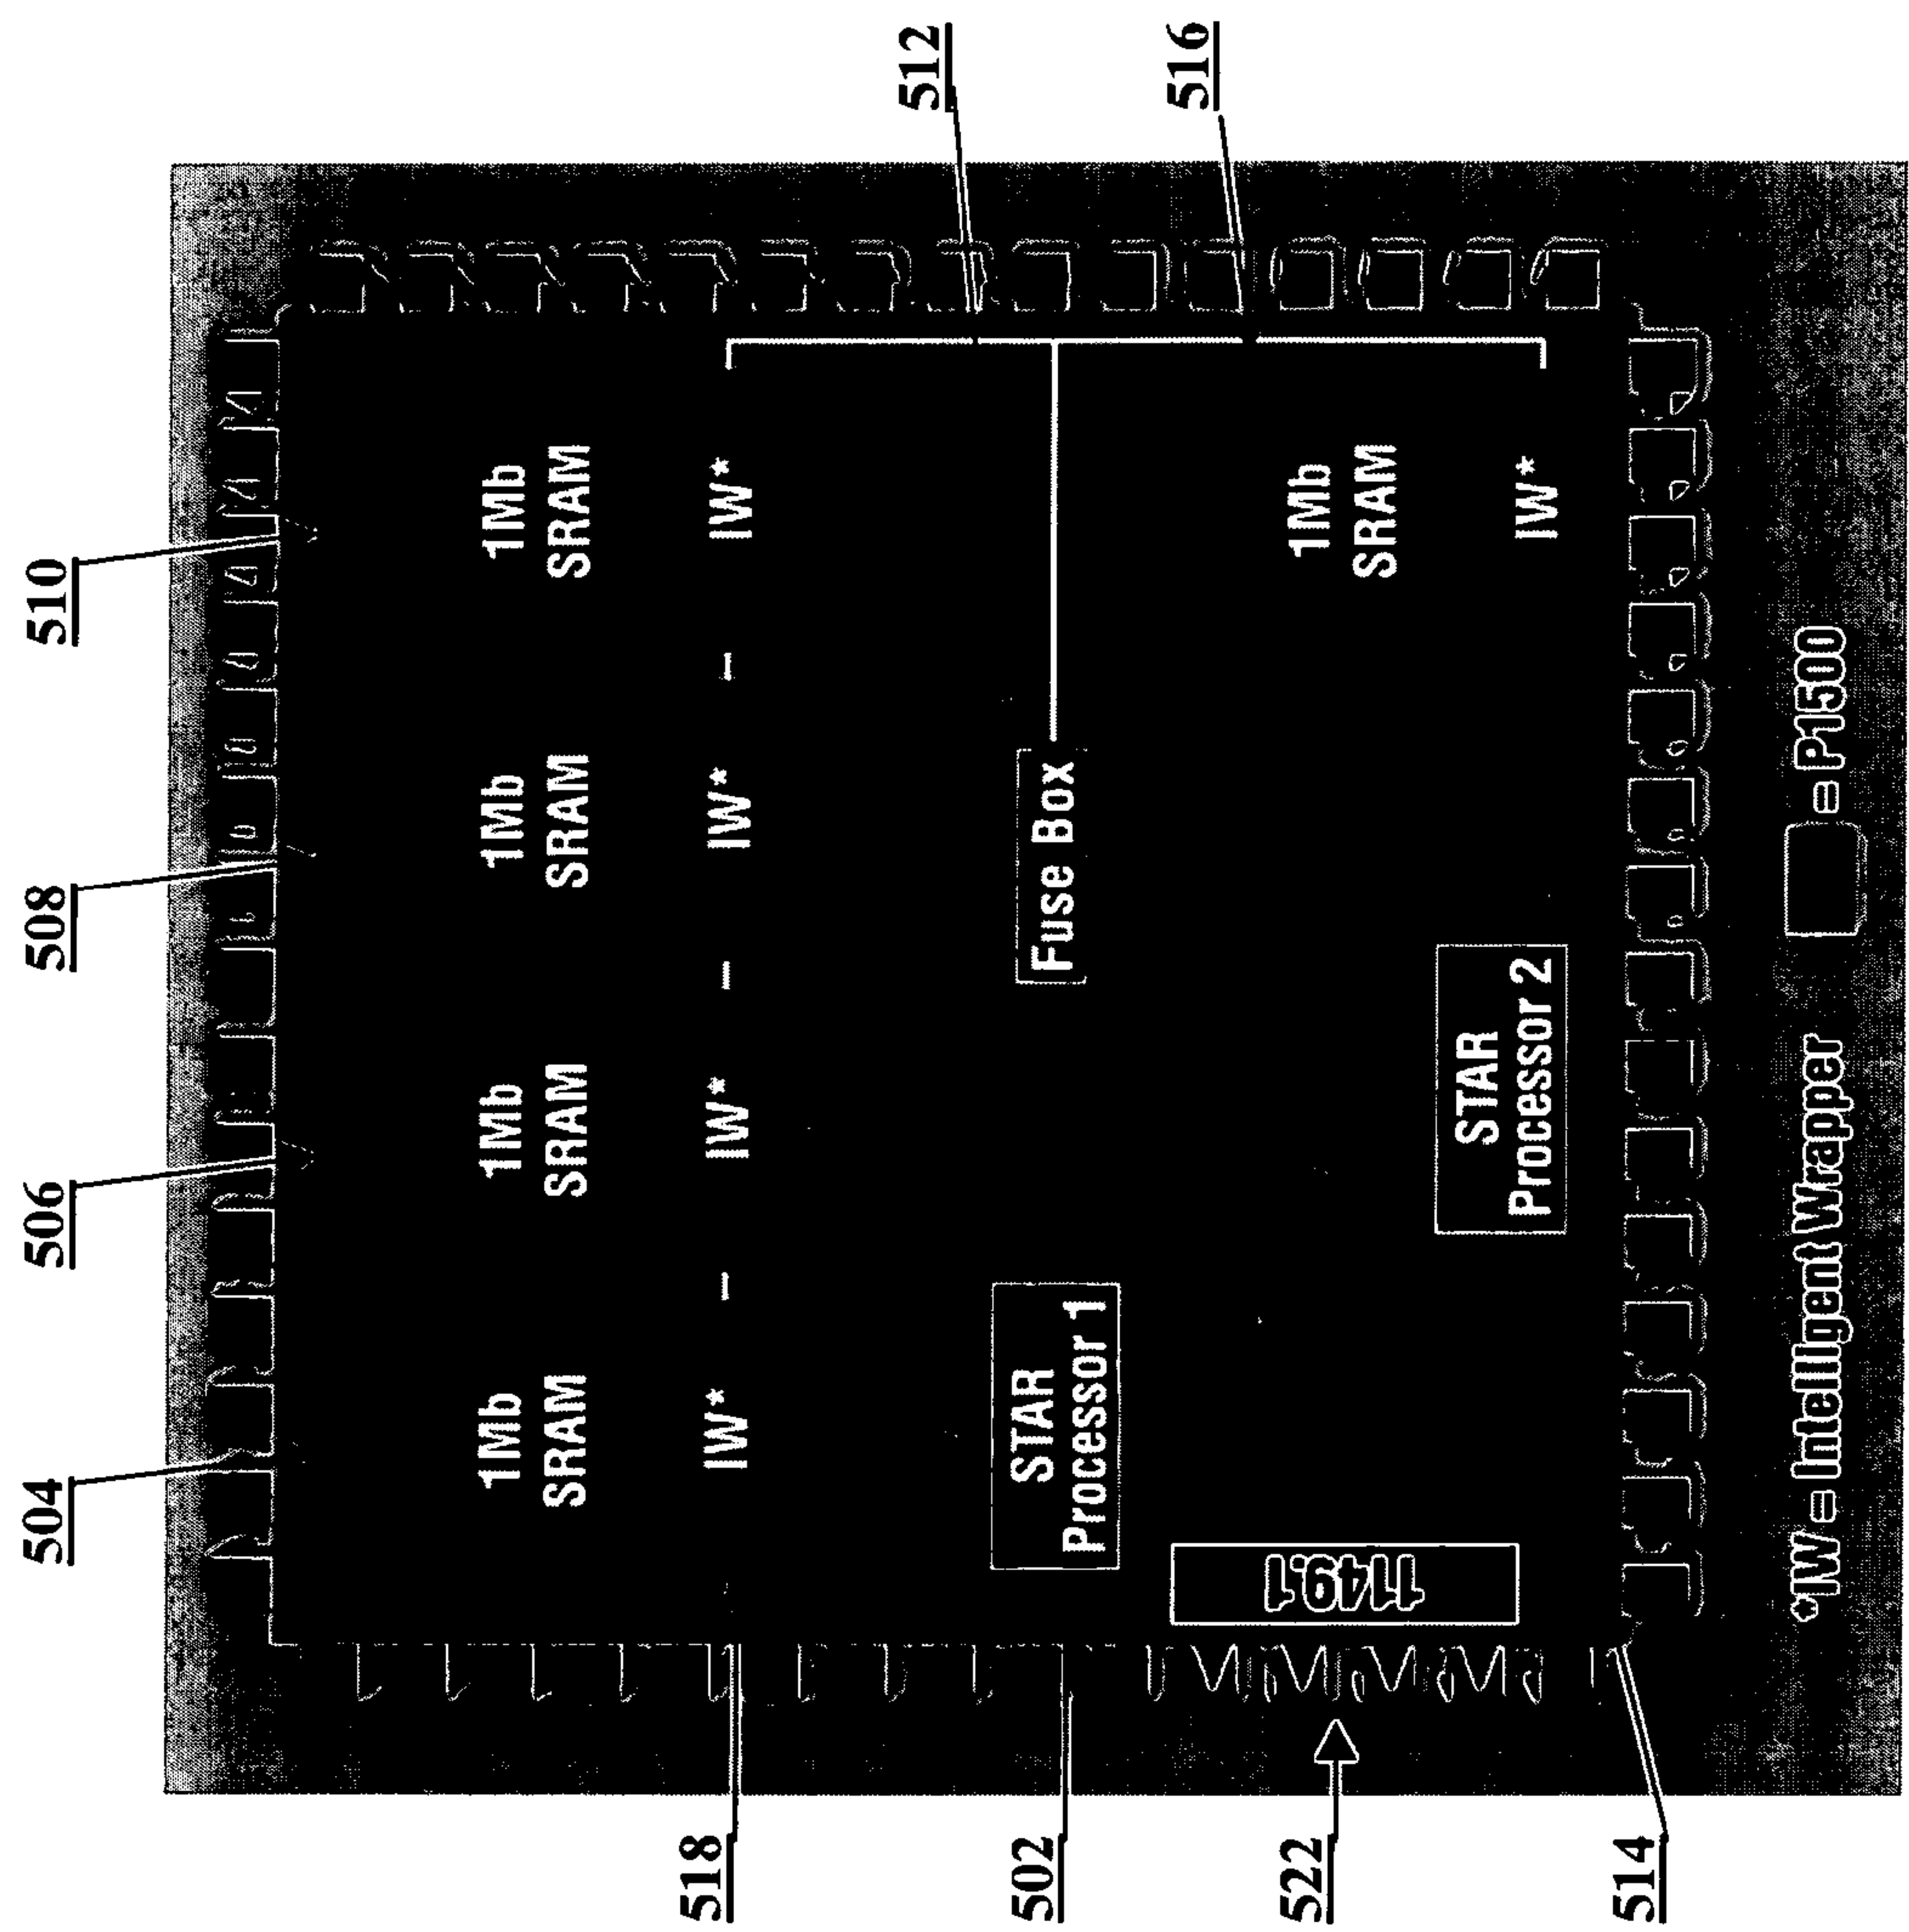 504 506 508 510
1Mb 1Mb 1Mb 1Mb
SRAM SRAM SRAM SRAM
518
IW* IW* IW* IW*
512
502
STAR
Processor 1
Fuse Box
516
522
1149.1
1Mb
SRAM
STAR
Processor 2
IW*
514
*IW = Intelligent Wrapper = P1500